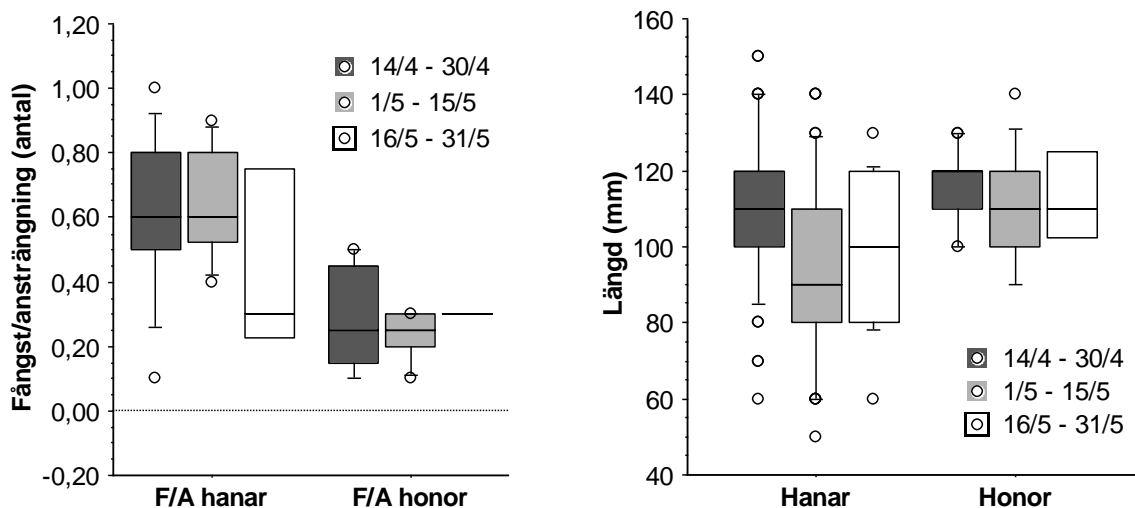 Fångst/ansträngning (antal)
1,20
1,00
0,80
0,60
0,40
0,20
0,00
-0,20
14/4 - 30/4
1/5 - 15/5
16/5 - 31/5
F/A hanar
F/A honor
Längd (mm)
160
140
120
100
80
60
40
14/4 - 30/4
1/5 - 15/5
16/5 - 31/5
Hanar
Honor